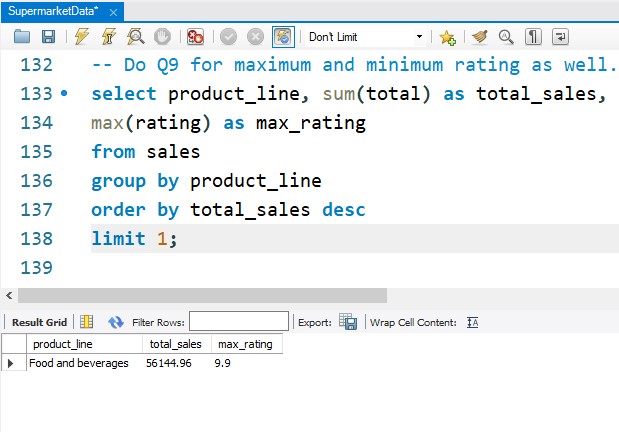 SupermarketData* ×
Don't Limit
132 -- Do Q9 for maximum and minimum rating as well.
133 select product_line, sum(total) as total_sales,
134 max(rating) as max_rating
135 from sales
136 group by product_line
137 order by total_sales desc
138 limit 1;
139
Result Grid Filter Rows: Export: Wrap Cell Content: IA
product_line total_sales max_rating
Food and beverages 56144.96 9.9